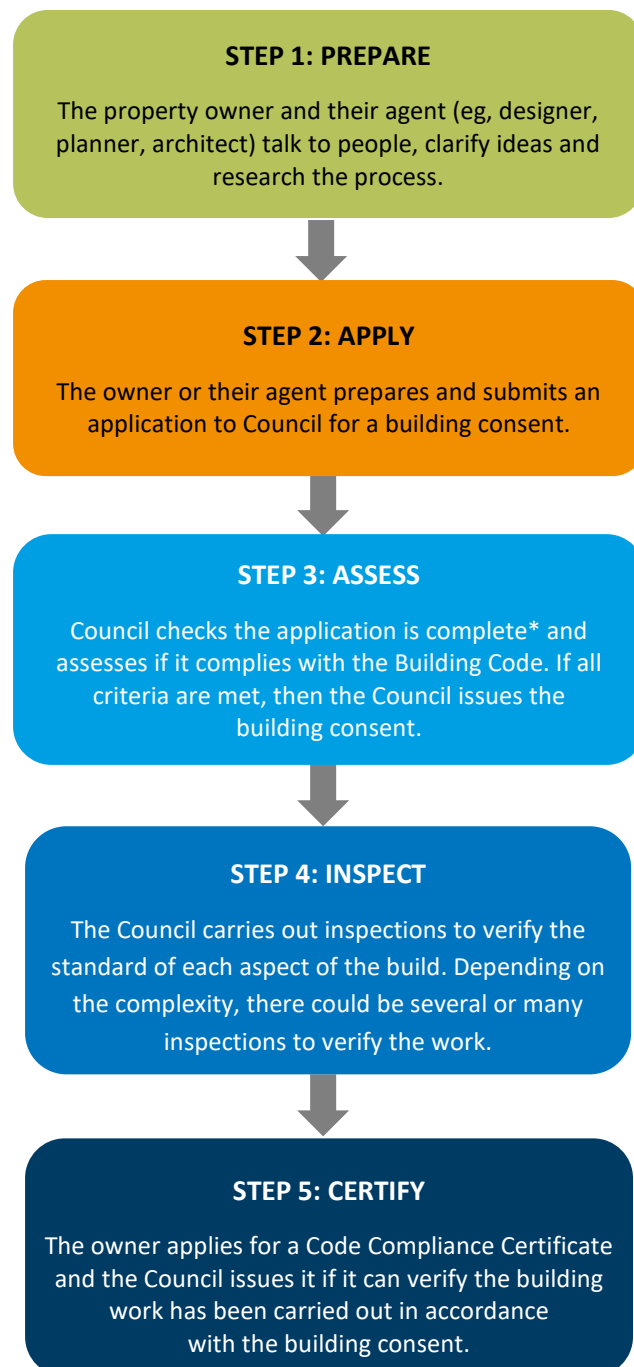 STEP 1: PREPARE
The property owner and their agent (eg, designer,
planner, architect) talk to people, clarify ideas and
research the process.
STEP 2: APPLY
The owner or their agent prepares and submits an
application to Council for a building consent.
STEP 3: ASSESS
Council checks the application is complete* and
assesses if it complies with the Building Code. If all
criteria are met, then the Council issues the
building consent.
STEP 4: INSPECT
The Council carries out inspections to verify the
standard of each aspect of the build. Depending on
the complexity, there could be several or many
inspections to verify the work.
STEP 5: CERTIFY
The owner applies for a Code Compliance Certificate
and the Council issues it if it can verify the building
work has been carried out in accordance
with the building consent.